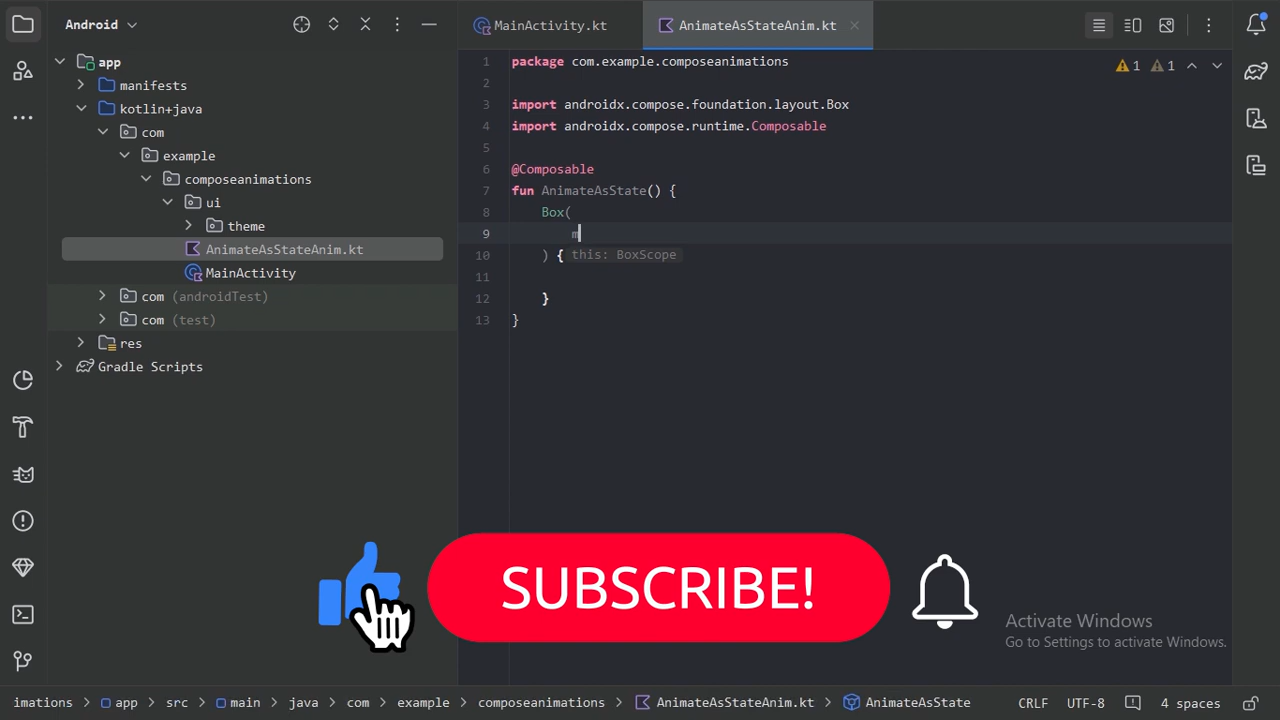 Android
MainActivity.kt
AnimateAsStateAnim.kt
app
manifests
kotlin+java
com
example
composeanimations
ui
theme
AnimateAsStateAnim.kt
MainActivity
com (androidTest)
com (test)
res
Gradle Scripts
1 package com.example.composeanimations
2
3 import androidx.compose.foundation.layout.Box
4 import androidx.compose.runtime.Composable
5
6 @Composable
7 fun AnimateAsState() {
8 Box(
9 m
10 ) { this: BoxScope
11
12 }
13 }
1 1
SUBSCRIBE!
Activate Windows
Go to Settings to activate Windows.
imations > app > src > main > java > com > example > composeanimations > AnimateAsStateAnim.kt > AnimateAsState
CRLF UTF-8 4 spaces